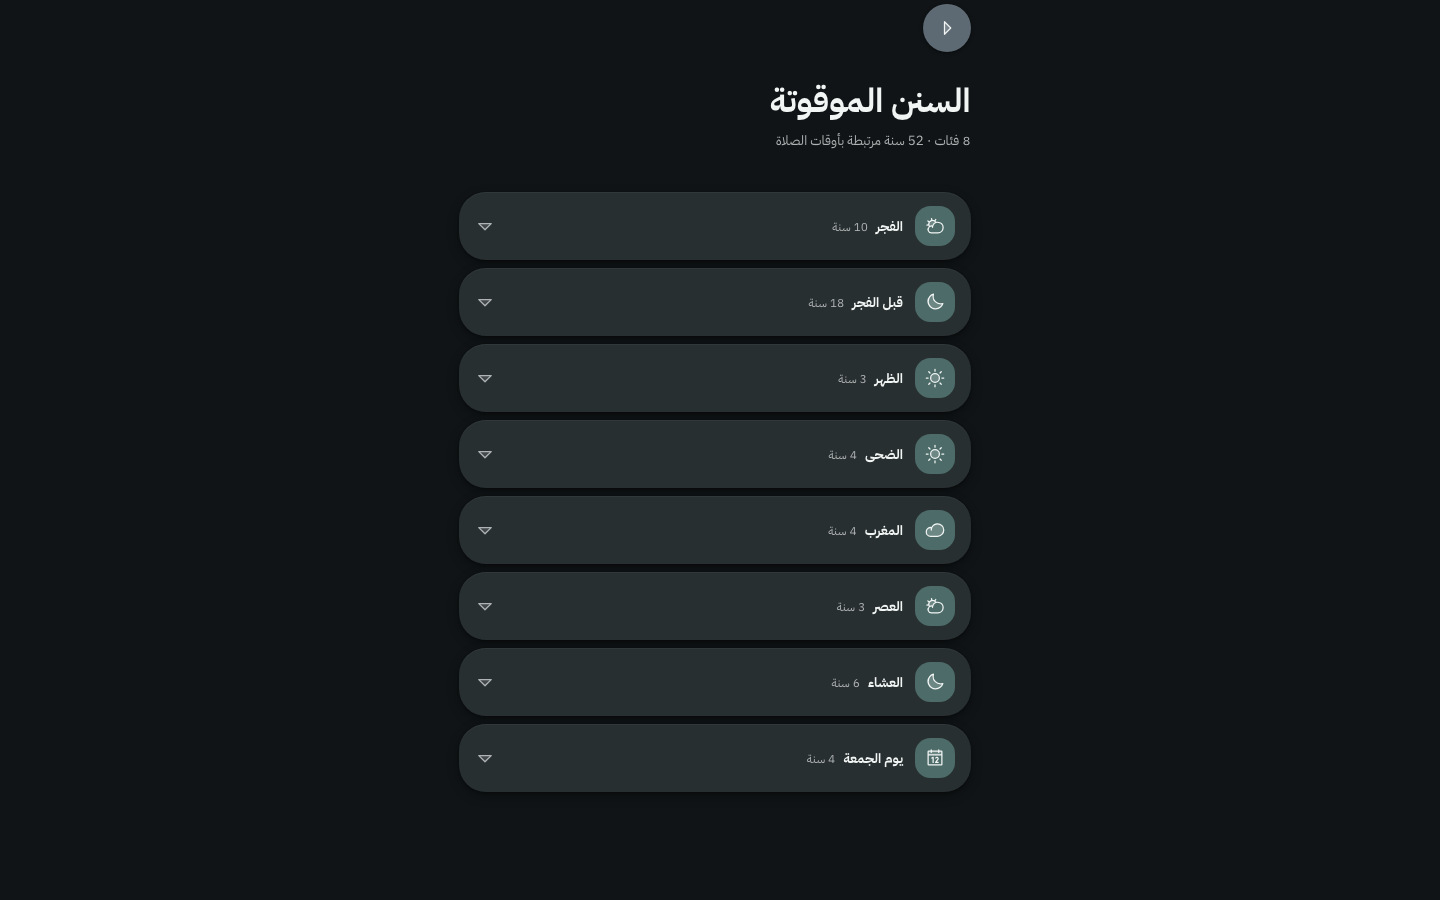 السنن الموقوتة
8 فئات · 52 سنة مرتبطة بأوقات الصلاة
الفجر 10 سنة
قبل الفجر 18 سنة
الظهر 3 سنة
الضحى 4 سنة
المغرب 4 سنة
العصر 3 سنة
العشاء 6 سنة
12
يوم الجمعة 4 سنة